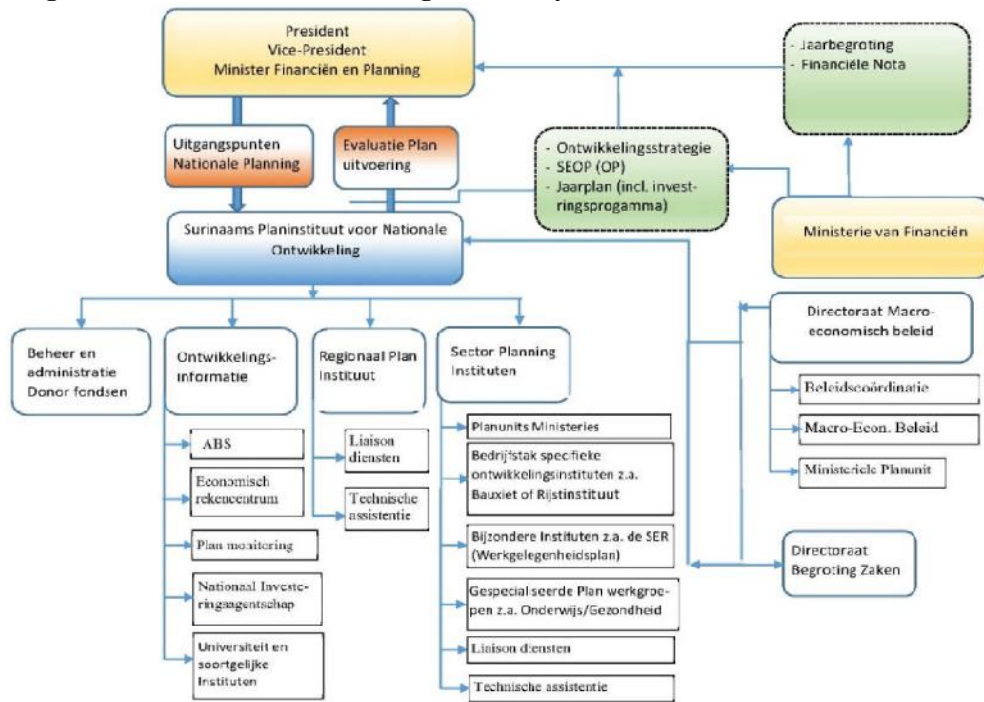 President
Vice-President
Minister Financiën en Planning
- Jaarbegroting
- Financiële Nota
Uitgangspunten
Nationale Planning
Evaluatie Plan
uitvoering
- Ontwikkelingsstrategie
- SEOP (OP)
- Jaarplan (incl. invest-
ringsprogamma)
Surinaams Planinstituut voor Nationale
Ontwikkeling
Ministerie van Financiën
Beheer en
administratie
Donor fondsen
Ontwikkelings-
informatie
Regionaal Plan
Instituut
Sector Planning
Instituten
Directoraat Macro-
economisch beleid
ABS
Economisch
rekencentrum
Plan monitoring
Nationaal Investe-
ringsagentschap
Universiteit en
soortgelijke
Instituten
Liaison
diensten
Technische
assistentie
Planunits Ministeries
Bedrijfstak specifieke
ontwikkelingsinstituten z.a.
Bauxiet of Rijstinstituut
Bijzondere Instituten z.a. de SER
(Werkgelegenheidsplan)
Gespecialiseerde Plan werkgroe-
pen z.a. Onderwijs/Gezondheid
Liaison diensten
Technische assistentie
Beleidscoördinatie
Macro-Econ. Beleid
Ministeriele Planunit
Directoraat
Begroting Zaken